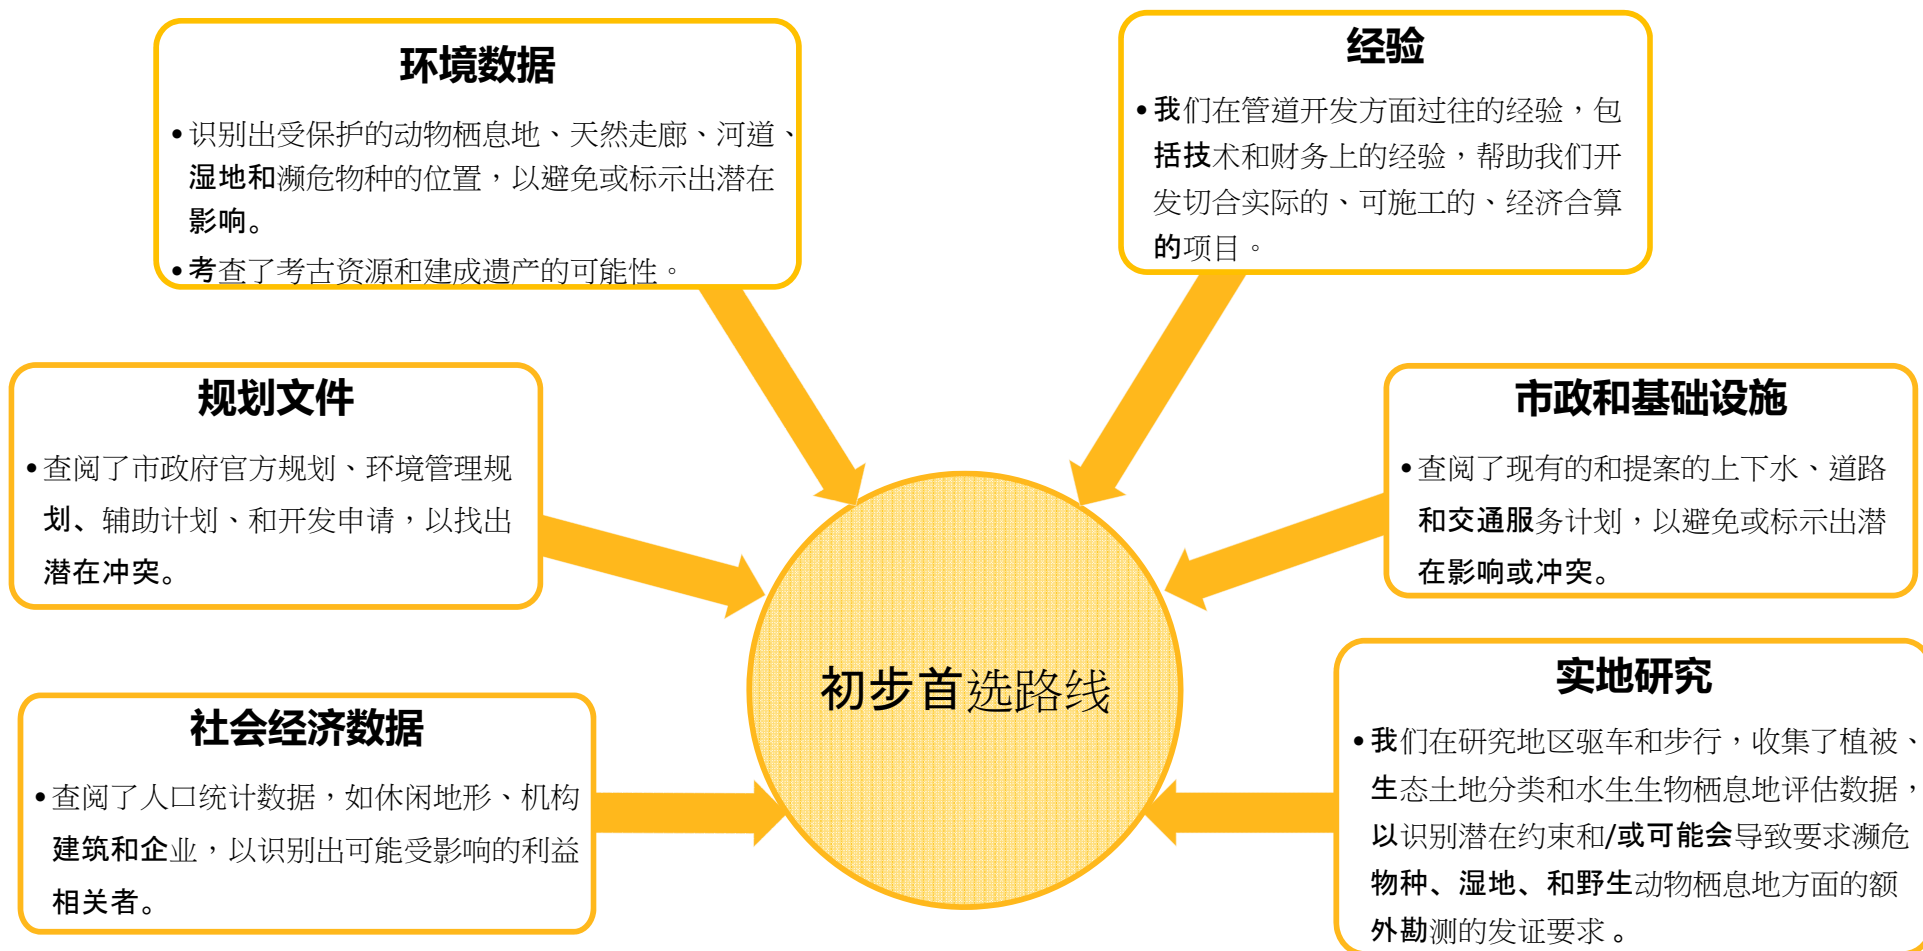 环境数据
•识别出受保护的动物栖息地、天然走廊、河道、
湿地和濒危物种的位置，以避免或标示出潜在
影响。
•考查了考古资源和建成遗产的可能性。
经验
•我们在管道开发方面过往的经验，包
括技术和财务上的经验，帮助我们开
发切合实际的、可施工的、经济合算
的项目。
规划文件
•查阅了市政府官方规划、环境管理规
划、辅助计划、和开发申请，以找出
潜在冲突。
市政和基础设施
•查阅了现有的和提案的上下水、道路
和交通服务计划，以避免或标示出潜
在影响或冲突。
初步首选路线
社会经济数据
•查阅了人口统计数据，如休闲地形、机构
建筑和企业，以识别出可能受影响的利益
相关者。
实地研究
•我们在研究地区驱车和步行，收集了植被、
生态土地分类和水生生物栖息地评估数据，
以识别潜在约束和/或可能会导致要求濒危
物种、湿地、和野生动物栖息地方面的额
外勘测的发证要求。